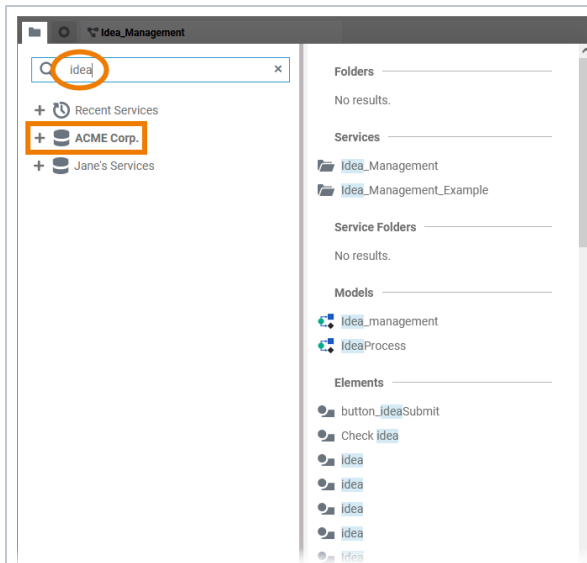 Idea_Management
idea
Recent Services
ACME Corp.
Jane's Services
Folders
No results.
Services
Idea_Management
Idea_Management_Example
Service Folders
No results.
Models
Idea_management
IdeaProcess
Elements
button_ideaSubmit
Check idea
idea
idea
idea
idea
idea